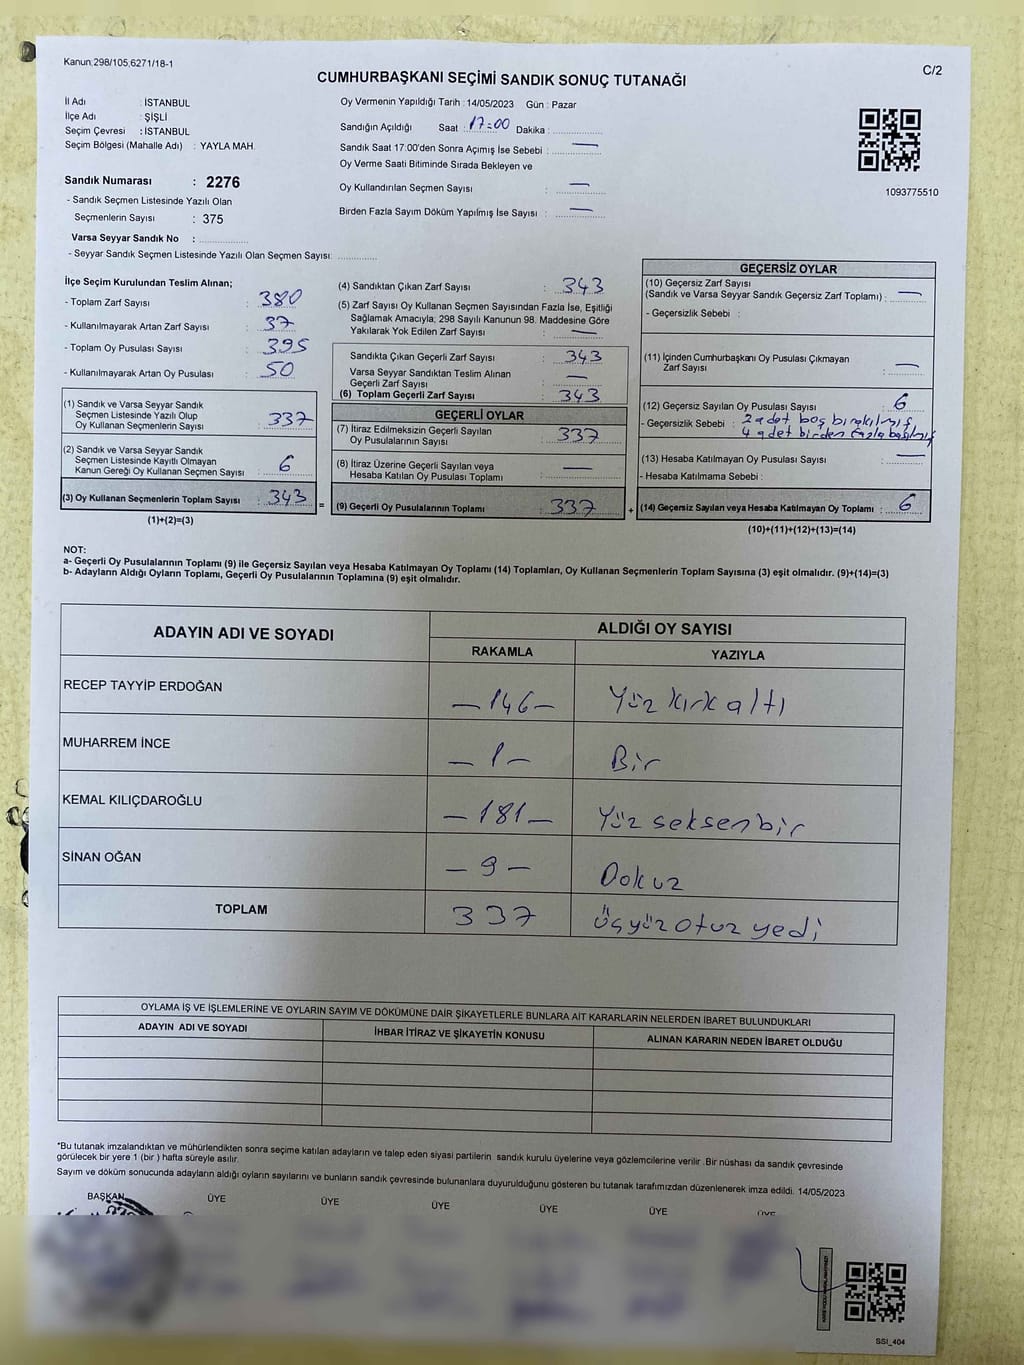 Kanun;298/105;6271/18-1
C/2
CUMHURBAŞKANI SEÇİMİ SANDIK SONUÇ TUTANAĞI
İl Adı : İSTANBUL
İlçe Adı : ŞİŞLİ
Seçim Çevresi : İSTANBUL
Seçim Bölgesi (Mahalle Adı) : YAYLA MAH.
Sandık Numarası : 2276
- Sandık Seçmen Listesinde Yazılı Olan
Seçmenlerin Sayısı : 375
Varsa Seyyar Sandık No :
- Seyyar Sandık Seçmen Listesinde Yazılı Olan Seçmen Sayısı:
Oy Vermenin Yapıldığı Tarih : 14/05/2023 Gün : Pazar
Sandığın Açıldığı Saat : 17:00 Dakika :
Sandık Saat 17:00'den Sonra Açımış İse Sebebi : —
Oy Verme Saati Bitiminde Sırada Bekleyen ve
Oy Kullandırılan Seçmen Sayısı : —
Birden Fazla Sayım Döküm Yapılmış İse Sayısı : —
1093775510
İlçe Seçim Kurulundan Teslim Alınan;
- Toplam Zarf Sayısı : 380
- Kullanılmayarak Artan Zarf Sayısı : 37
- Toplam Oy Pusulası Sayısı : 395
- Kullanılmayarak Artan Oy Pusulası : 50
(1) Sandık ve Varsa Seyyar Sandık
Seçmen Listesinde Yazılı Olup
Oy Kullanan Seçmenlerin Sayısı : 337
(2) Sandık ve Varsa Seyyar Sandık
Seçmen Listesinde Kayıtlı Olmayan
Kanun Gereği Oy Kullanan Seçmen Sayısı : 6
(3) Oy Kullanan Seçmenlerin Toplam Sayısı : 343
(1)+(2)=(3)
(4) Sandıktan Çıkan Zarf Sayısı : 343
(5) Zarf Sayısı Oy Kullanan Seçmen Sayısından Fazla İse, Eşitliği
Sağlamak Amacıyla; 298 Sayılı Kanunun 98. Maddesine Göre
Yakılarak Yok Edilen Zarf Sayısı : —
Sandıkta Çıkan Geçerli Zarf Sayısı : 343
Varsa Seyyar Sandıktan Teslim Alınan
Geçerli Zarf Sayısı : —
(6) Toplam Geçerli Zarf Sayısı : 343
GEÇERLİ OYLAR
(7) İtiraz Edilmeksizin Geçerli Sayılan
Oy Pusulalarının Sayısı : 337
(8) İtiraz Üzerine Geçerli Sayılan veya
Hesaba Katılan Oy Pusulası Toplamı : —
= (9) Geçerli Oy Pusulalarının Toplamı : 337
GEÇERSİZ OYLAR
(10) Geçersiz Zarf Sayısı
(Sandık ve Varsa Seyyar Sandık Geçersiz Zarf Toplamı) : —
- Geçersizlik Sebebi :
(11) İçinden Cumhurbaşkanı Oy Pusulası Çıkmayan
Zarf Sayısı : —
(12) Geçersiz Sayılan Oy Pusulası Sayısı : 6
- Geçersizlik Sebebi : 2 adet boş bırakılmış
4 adet birden fazla basılmış
(13) Hesaba Katılmayan Oy Pusulası Sayısı : —
- Hesaba Katılmama Sebebi :
+ (14) Geçersiz Sayılan veya Hesaba Katılmayan Oy Toplamı : 6
(10)+(11)+(12)+(13)=(14)
NOT:
a- Geçerli Oy Pusulalarının Toplamı (9) ile Geçersiz Sayılan veya Hesaba Katılmayan Oy Toplamı (14) Toplamları, Oy Kullanan Seçmenlerin Toplam Sayısına (3) eşit olmalıdır. (9)+(14)=(3)
b- Adayların Aldığı Oyların Toplamı, Geçerli Oy Pusulalarının Toplamına (9) eşit olmalıdır.
ADAYIN ADI VE SOYADI
ALDIĞI OY SAYISI
RAKAMLA YAZIYLA
RECEP TAYYİP ERDOĞAN —146— Yüz kırk altı
MUHARREM İNCE —1— Bir
KEMAL KILIÇDAROĞLU —181— Yüz seksen bir
SİNAN OĞAN —9— Dokuz
TOPLAM 337 üçyüz otuz yedi
OYLAMA İŞ VE İŞLEMLERİNE VE OYLARIN SAYIM VE DÖKÜMÜNE DAİR ŞİKAYETLERLE BUNLARA AİT KARARLARIN NELERDEN İBARET BULUNDUKLARI
ADAYIN ADI VE SOYADI İHBAR İTİRAZ VE ŞİKAYETİN KONUSU ALINAN KARARIN NEDEN İBARET OLDUĞU
*Bu tutanak imzalandıktan ve mühürlendikten sonra seçime katılan adayların ve talep eden siyasi partilerin sandık kurulu üyelerine veya gözlemcilerine verilir .Bir nüshası da sandık çevresinde
görülecek bir yere 1 (bir ) hafta süreyle asılır.
Sayım ve döküm sonucunda adayların aldığı oyların sayılarını ve bunların sandık çevresinde bulunanlara duyurulduğunu gösteren bu tutanak tarafımızdan düzenlenerek imza edildi. 14/05/2023
BAŞKAN ÜYE ÜYE ÜYE ÜYE ÜYE ÜYE
SSI_404